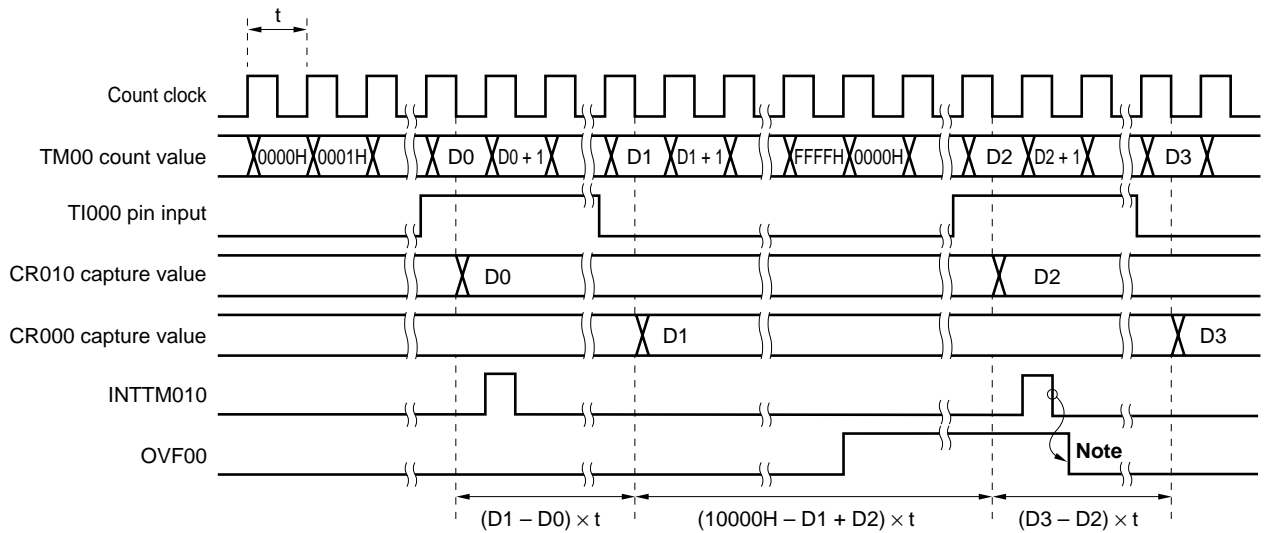 t
Count clock
TM00 count value 0000H 0001H D0 D0 + 1 D1 D1 + 1 FFFFH 0000H D2 D2 + 1 D3
TI000 pin input
CR010 capture value D0 D2
CR000 capture value D1 D3
INTTM010
OVF00 Note
(D1 – D0) × t (10000H – D1 + D2) × t (D3 – D2) × t